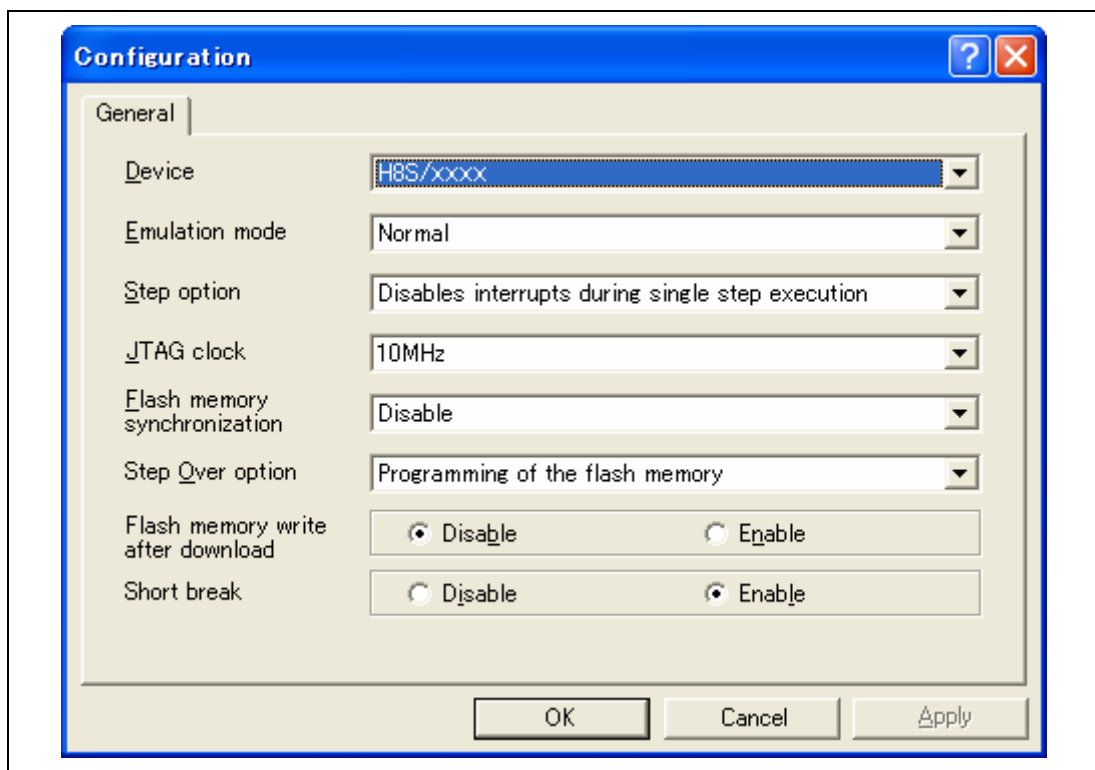 Configuration
General
Device H8S/xxxx
Emulation mode Normal
Step option Disables interrupts during single step execution
JTAG clock 10MHz
Flash memory
synchronization Disable
Step Over option Programming of the flash memory
Flash memory write
after download Disable Enable
Short break Disable Enable
OK Cancel Apply